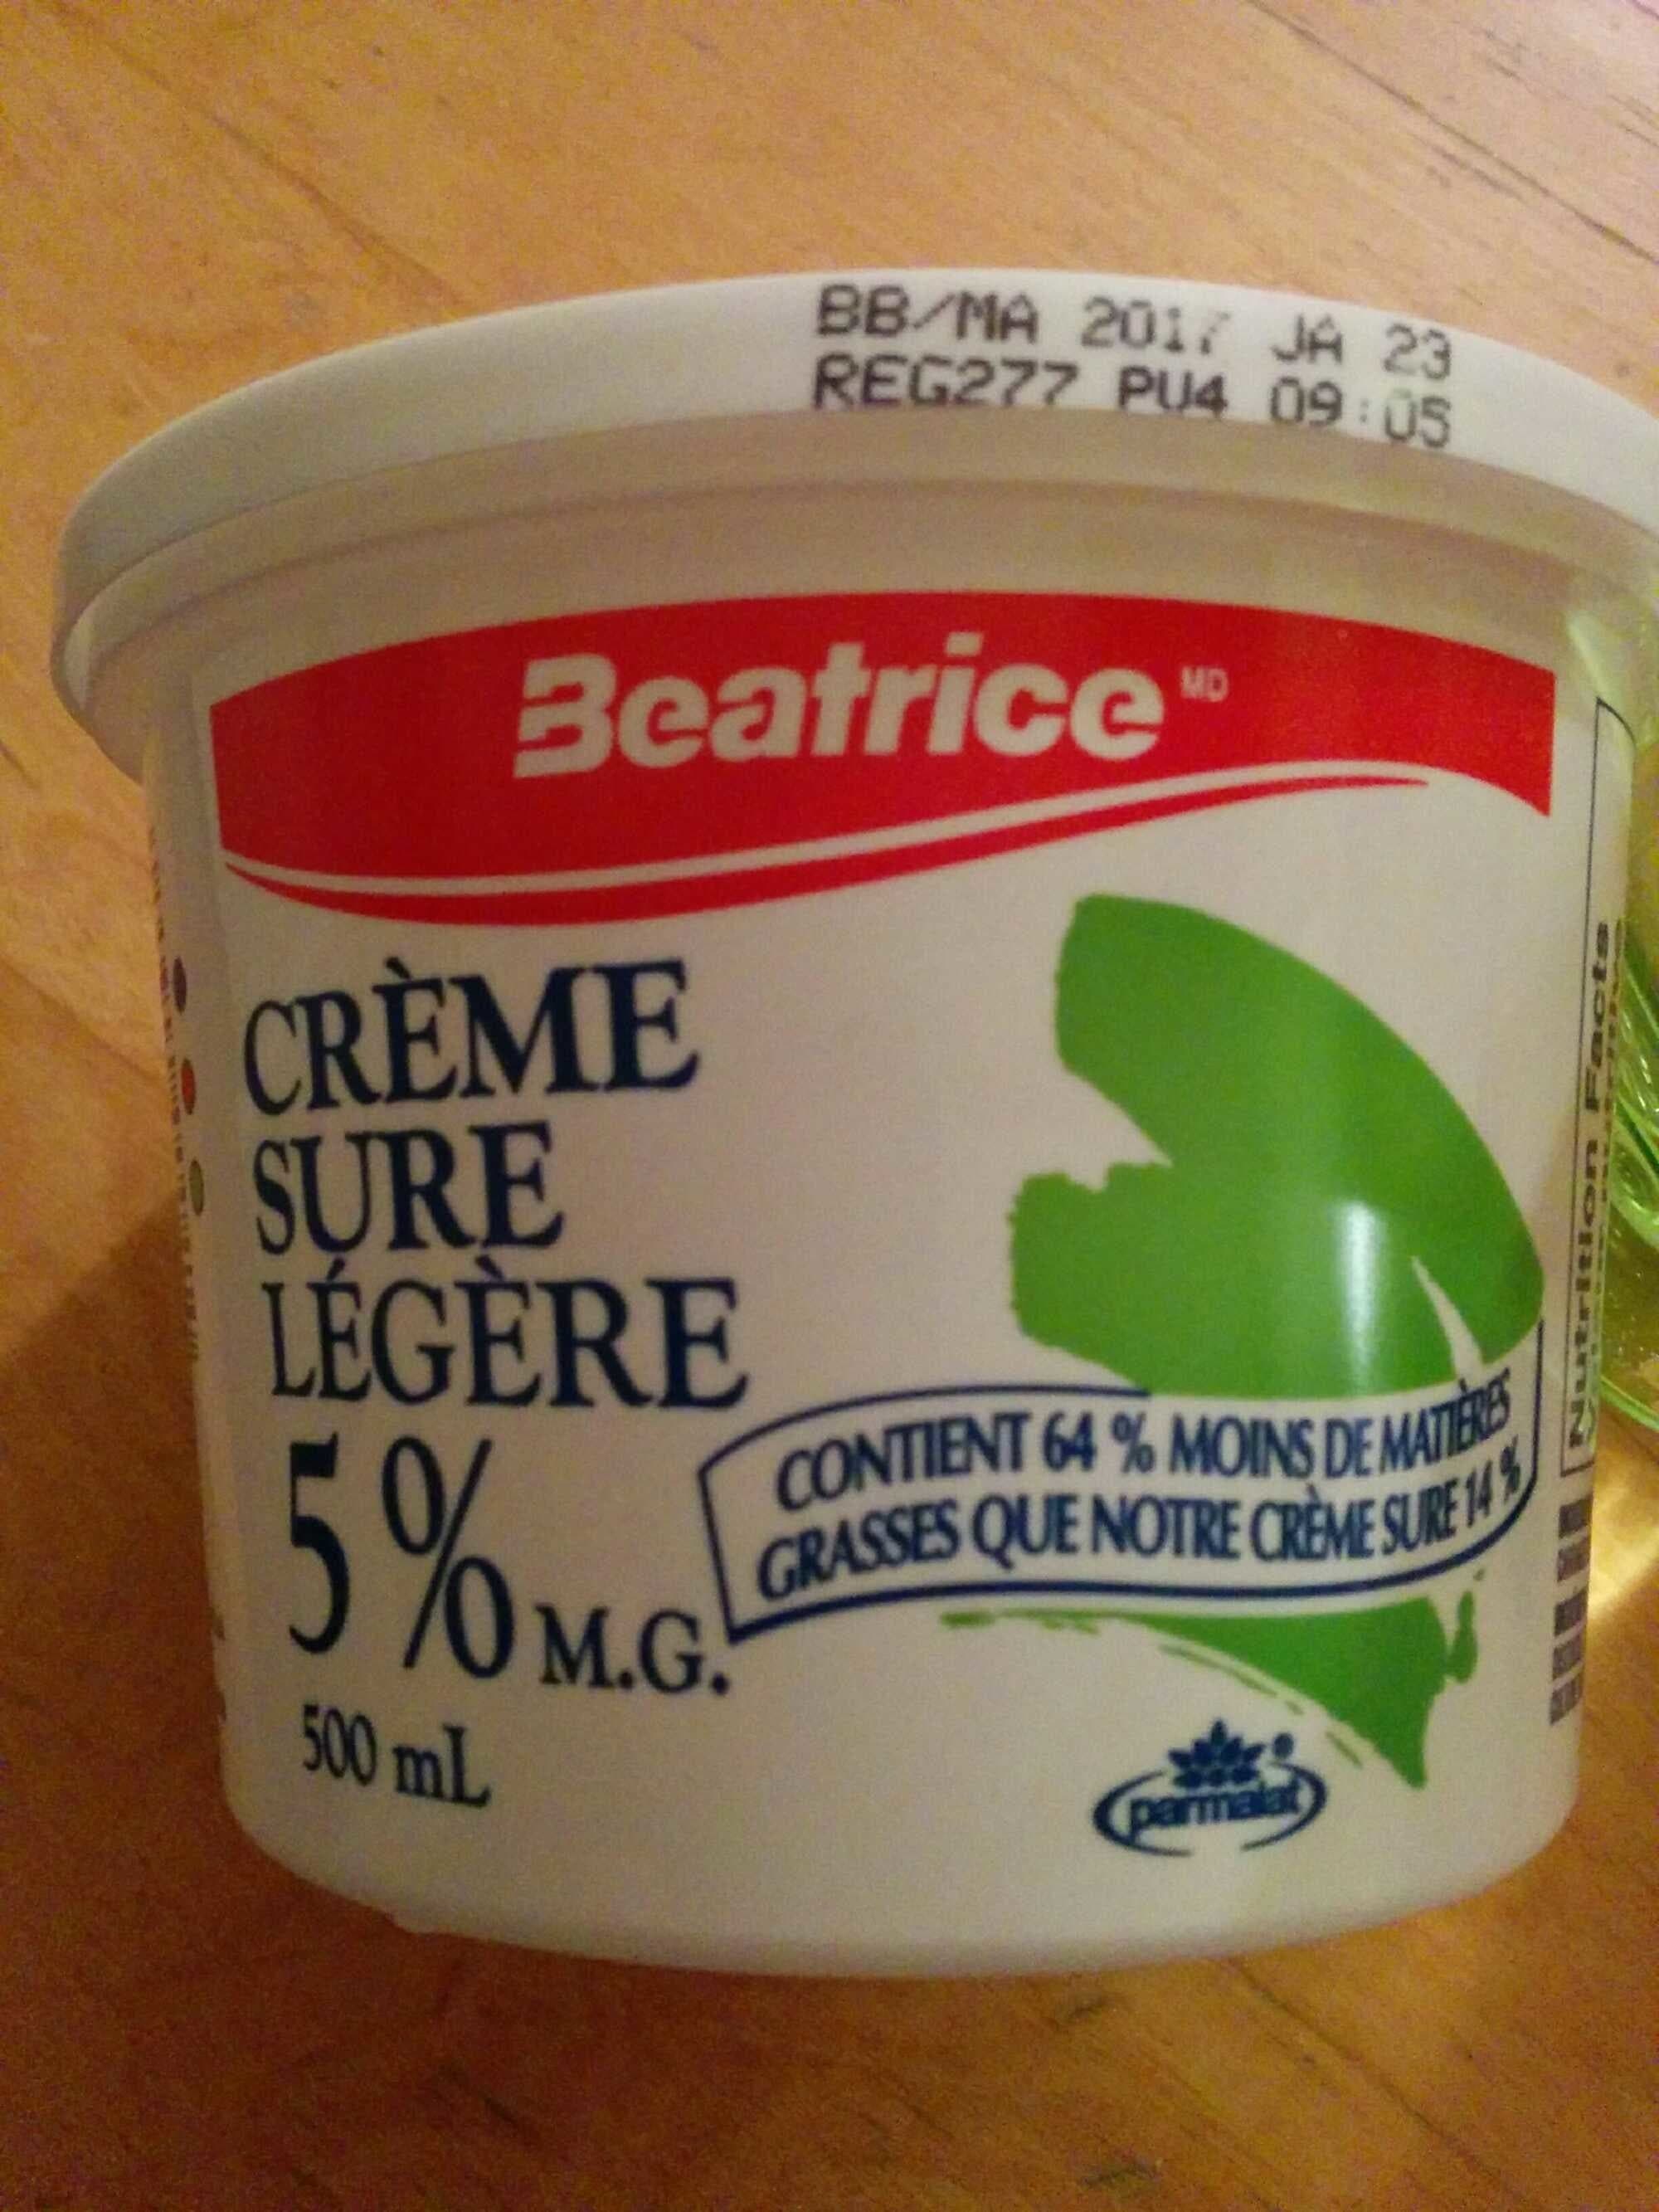 BB/MA 2017 JA 23
REG277 PU4 09:05
Beatrice MD
CRÈME
SURE
LÉGÈRE
5% M.G.
500 mL
CONTIENT 64 % MOINS DE MATIÈRES
GRASSES QUE NOTRE CRÈME SURE 14 %
parmalat®
Nutrition Facts